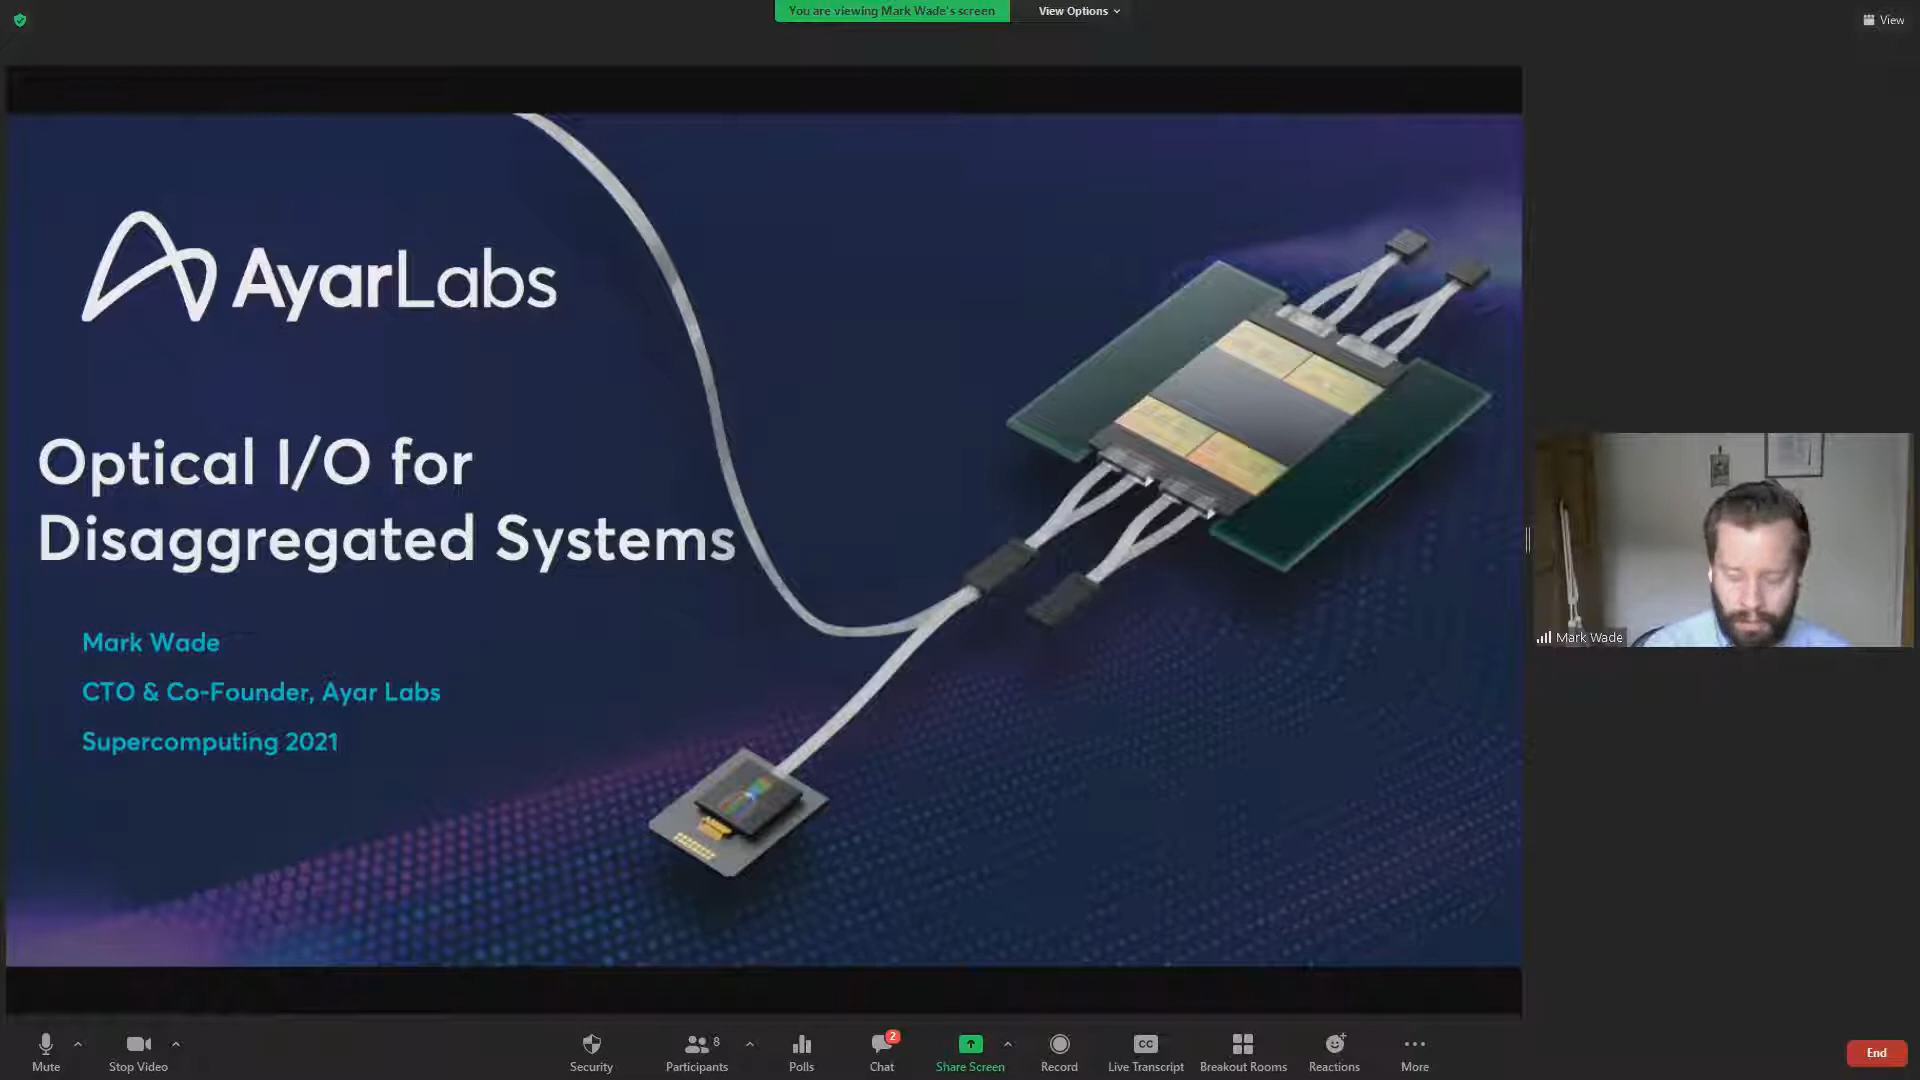 You are viewing Mark Wade's screen
View Options
View
AyarLabs
Optical I/O for
Disaggregated Systems
Mark Wade
CTO & Co-Founder, Ayar Labs
Supercomputing 2021
Mark Wade
Mute
Stop Video
Security
8
Participants
Polls
2
Chat
Share Screen
Record
CC
Live Transcript
Breakout Rooms
Reactions
More
End